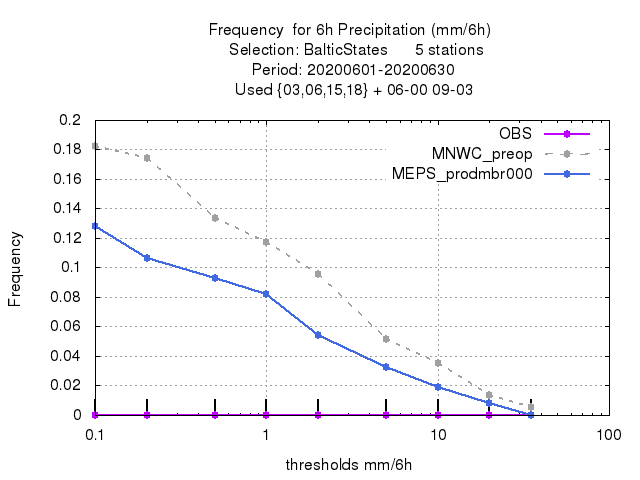 Frequency  for 6h Precipitation (mm/6h)
Selection: BalticStates      5 stations
Period: 20200601-20200630
Used {03,06,15,18} + 06-00 09-03
OBS
MNWC_preop
MEPS_prodmbr000
0.2
0.18
0.16
0.14
0.12
0.1
0.08
0.06
0.04
0.02
0
Frequency
0.1 1 10 100
thresholds mm/6h